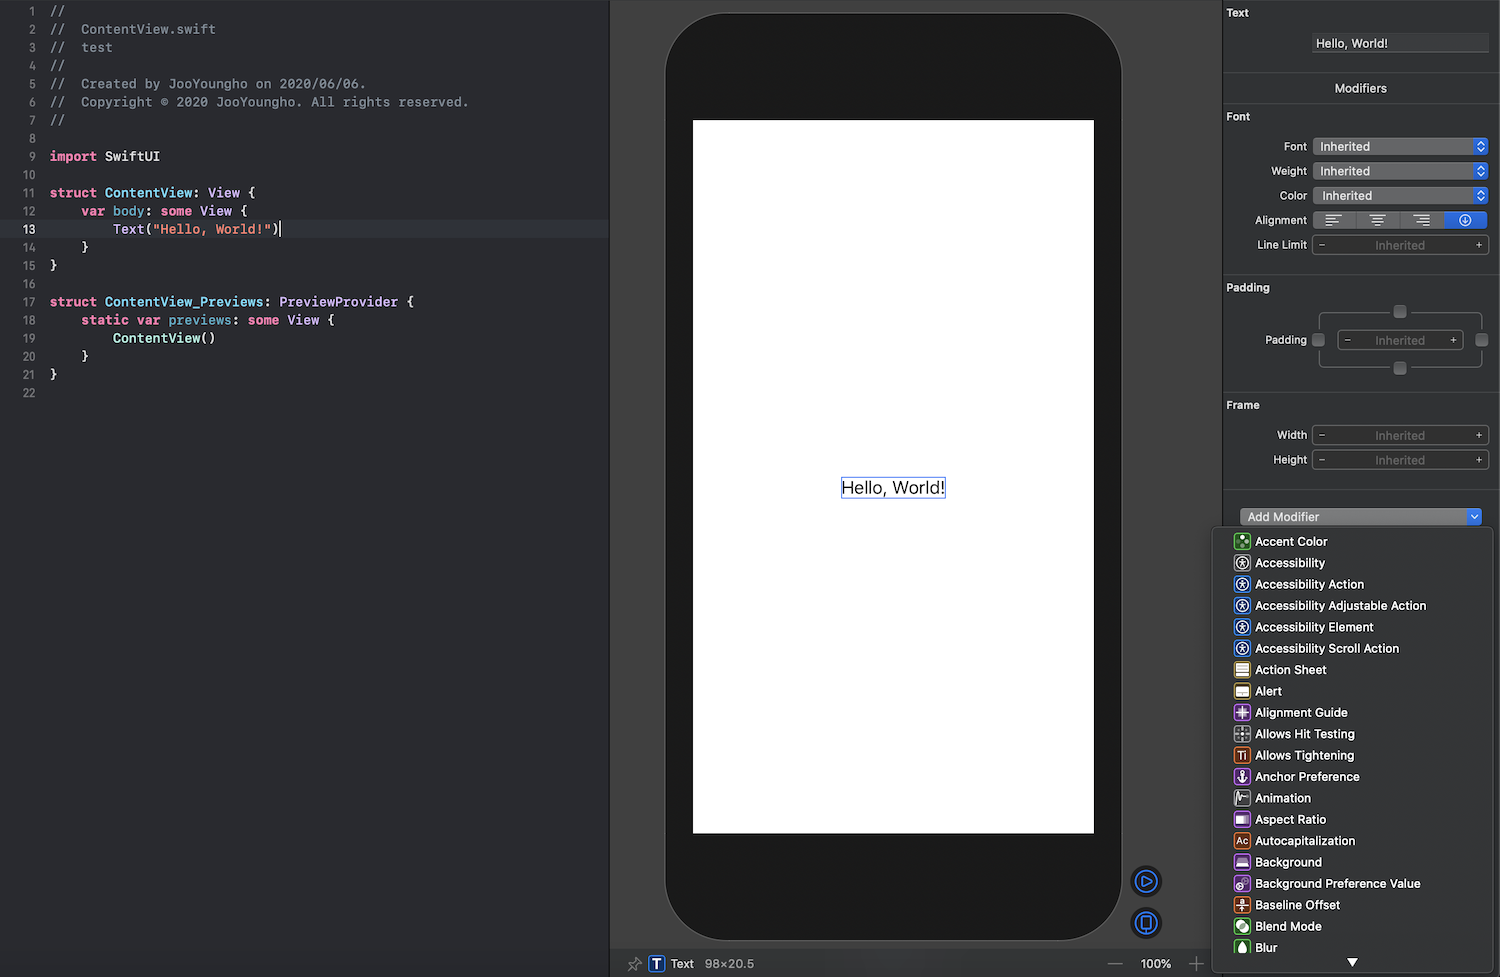 1 //
2 //  ContentView.swift
3 //  test
4 //
5 //  Created by JooYoungho on 2020/06/06.
6 //  Copyright © 2020 JooYoungho. All rights reserved.
7 //
8
9 import SwiftUI
10
11 struct ContentView: View {
12     var body: some View {
13         Text("Hello, World!")
14     }
15 }
16
17 struct ContentView_Previews: PreviewProvider {
18     static var previews: some View {
19         ContentView()
20     }
21 }
22
Hello, World!
T Text 98×20.5
100%
Text
Hello, World!
Modifiers
Font
Font Inherited
Weight Inherited
Color Inherited
Alignment
Line Limit − Inherited +
Padding
Padding − Inherited +
Frame
Width − Inherited +
Height − Inherited +
Add Modifier
Accent Color
Accessibility
Accessibility Action
Accessibility Adjustable Action
Accessibility Element
Accessibility Scroll Action
Action Sheet
Alert
Alignment Guide
Allows Hit Testing
Ti Allows Tightening
Anchor Preference
Animation
Aspect Ratio
Ac Autocapitalization
Background
Background Preference Value
a Baseline Offset
Blend Mode
Blur